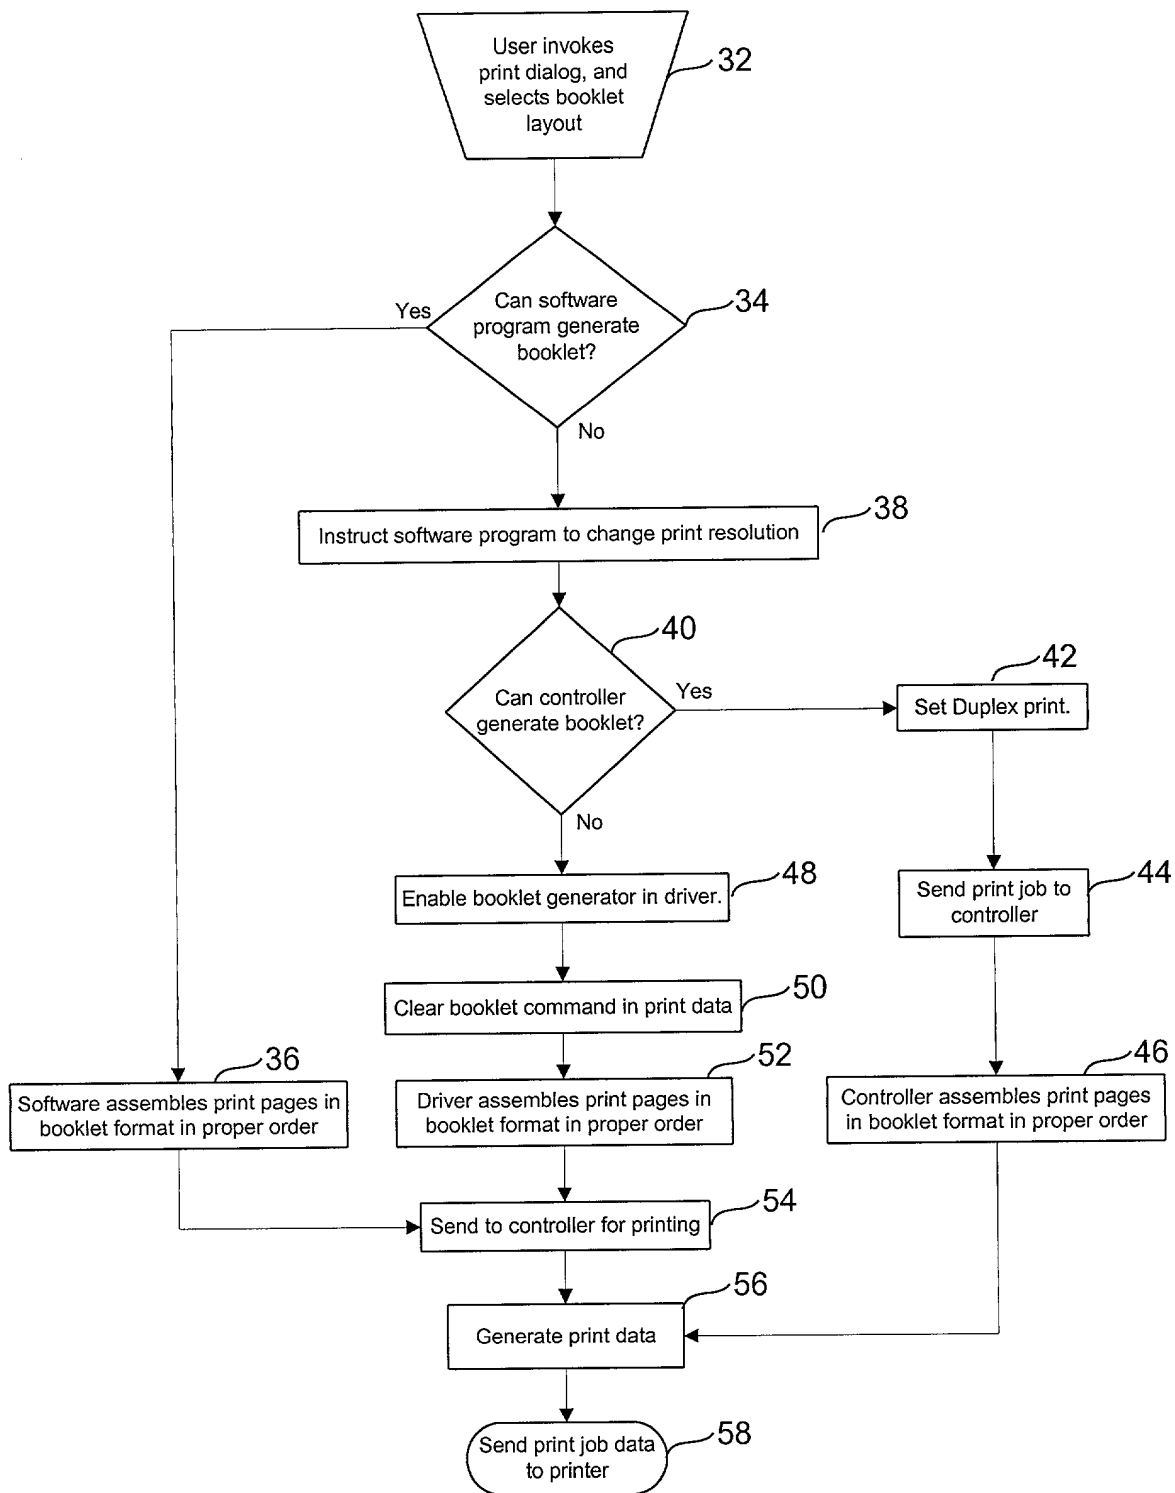 User invokes
print dialog, and
selects booklet
layout
32
Can software
program generate
booklet?
34
Yes
No
Instruct software program to change print resolution
38
40
Can controller
generate booklet?
Yes
No
42
Set Duplex print.
Enable booklet generator in driver.
48
Send print job to
controller
44
Clear booklet command in print data
50
36
Software assembles print pages in
booklet format in proper order
52
Driver assembles print pages in
booklet format in proper order
46
Controller assembles print pages
in booklet format in proper order
Send to controller for printing
54
Generate print data
56
Send print job data
to printer
58